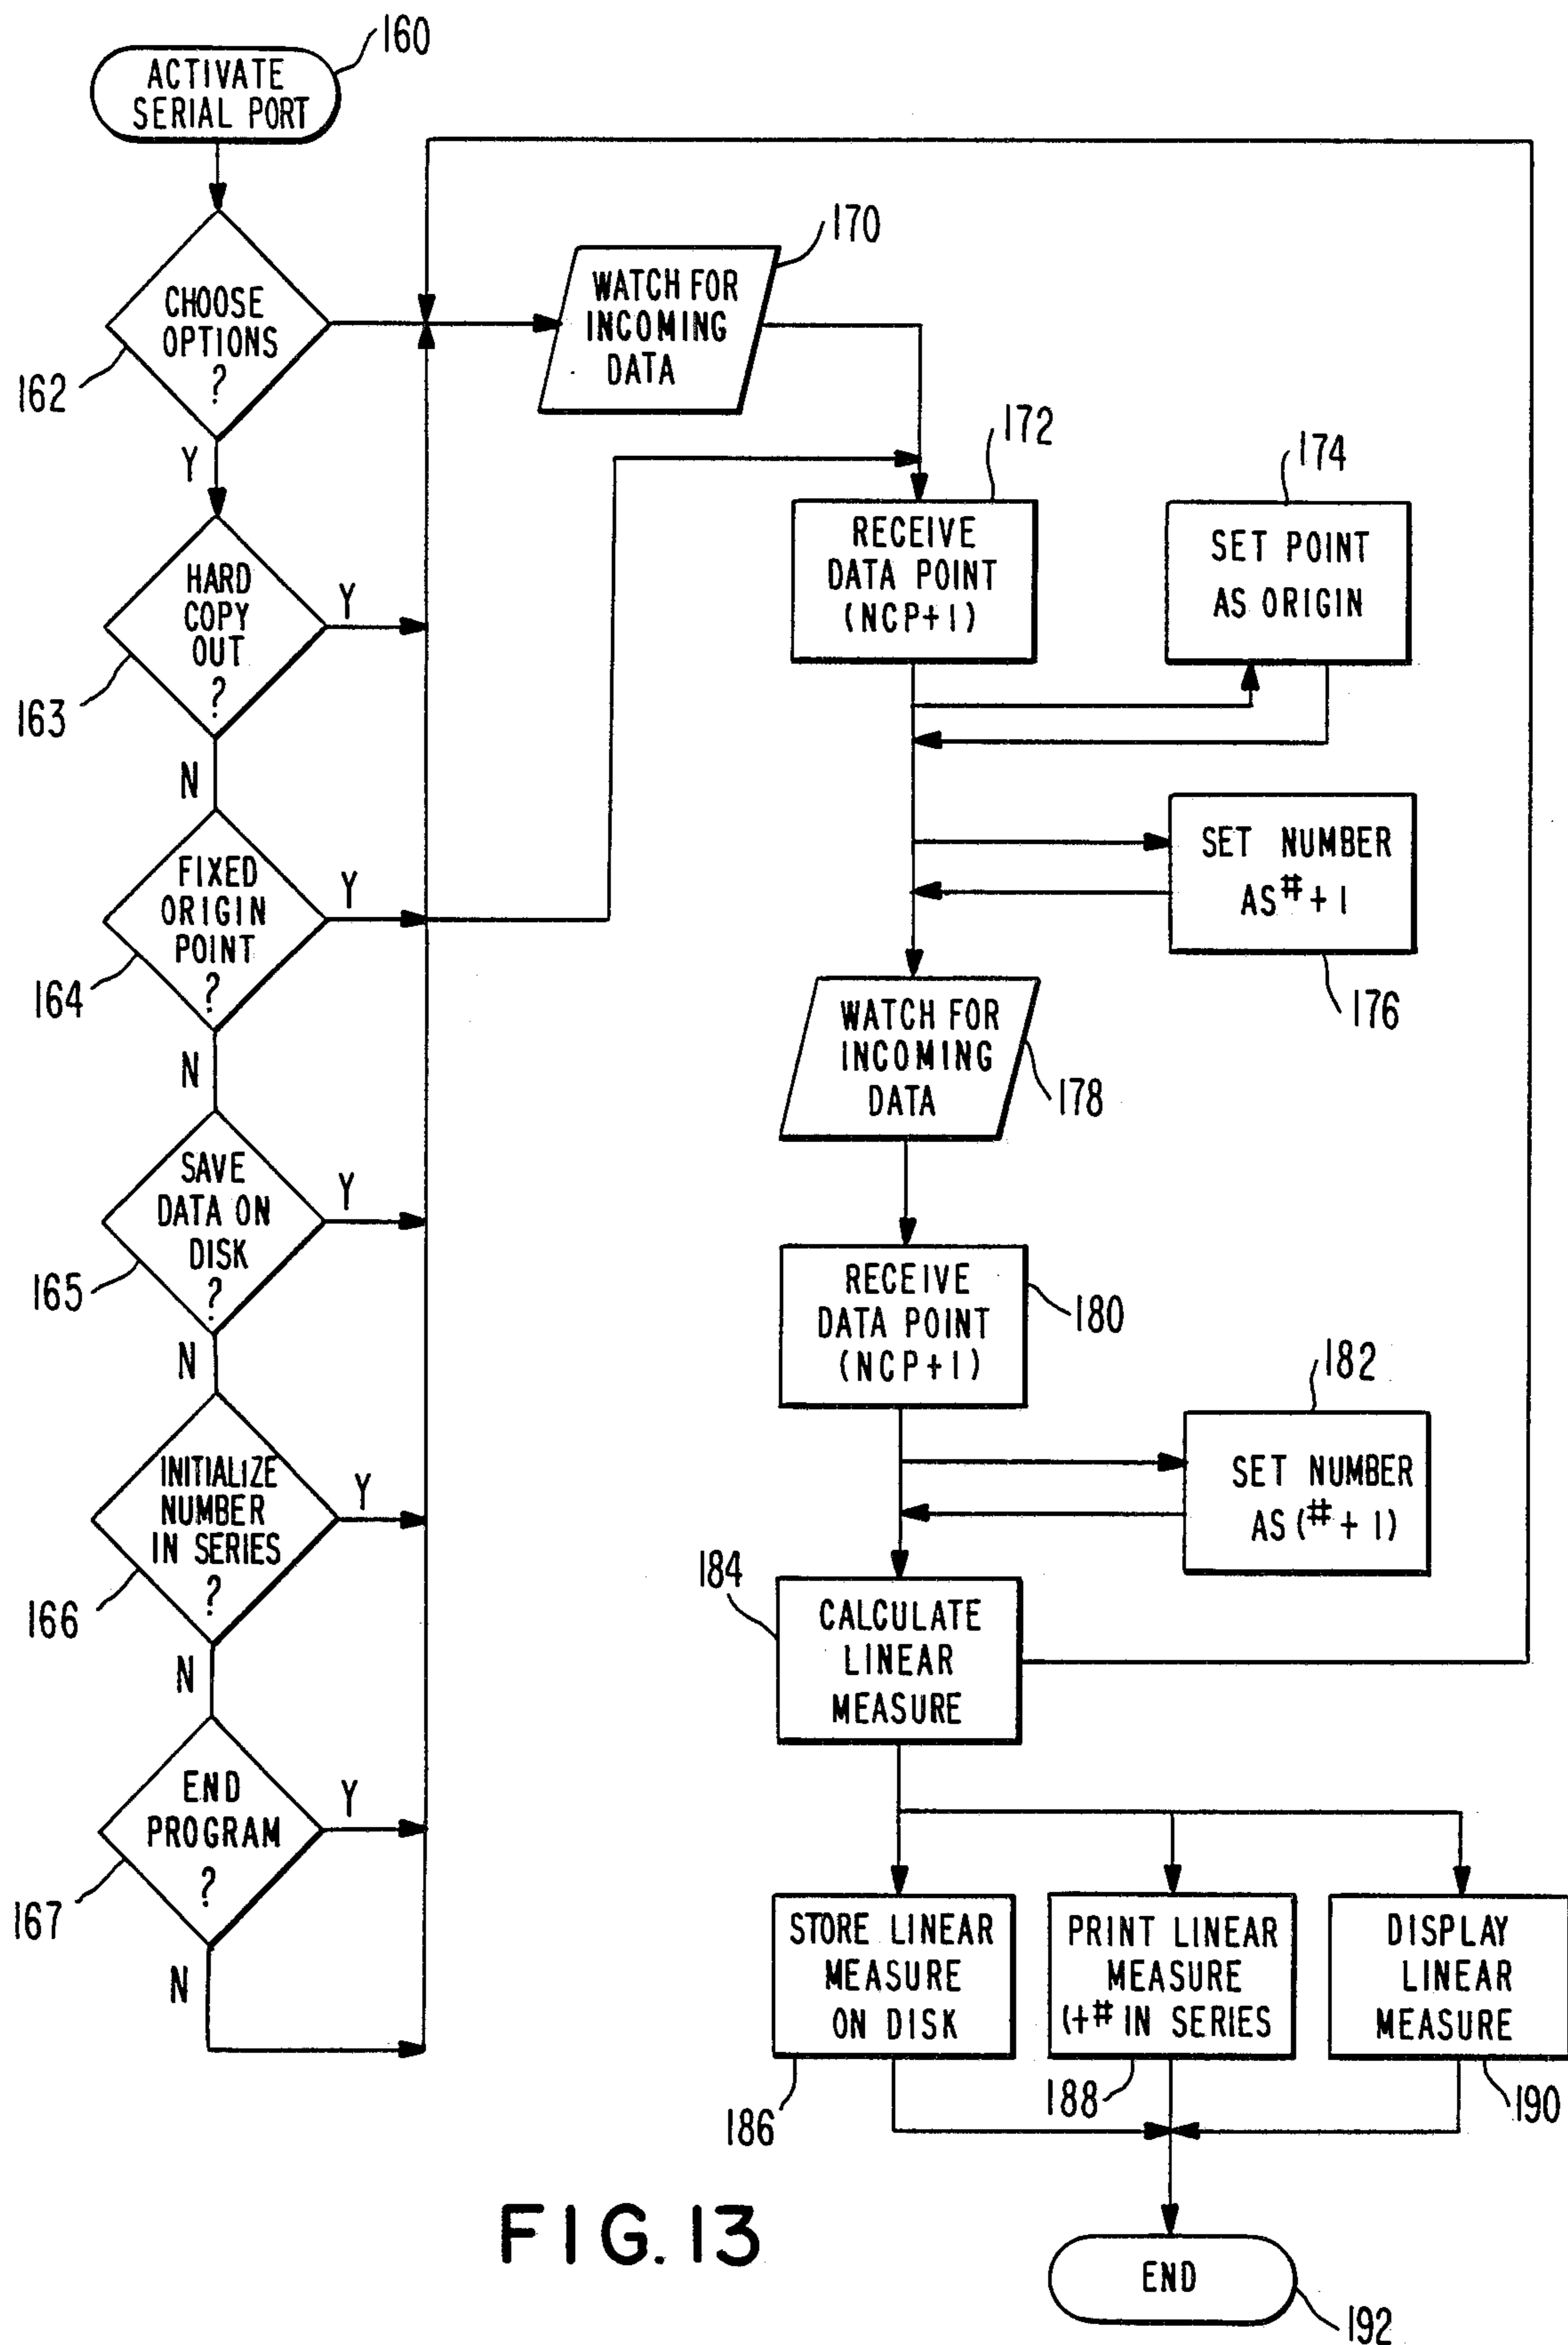 160
ACTIVATE
SERIAL PORT
162
CHOOSE
OPTIONS
?
Y
163
HARD
COPY
OUT
?
Y
N
164
FIXED
ORIGIN
POINT
?
Y
N
165
SAVE
DATA ON
DISK
?
Y
N
166
INITIALIZE
NUMBER
IN SERIES
?
Y
N
167
END
PROGRAM
?
Y
N
170
WATCH FOR
INCOMING
DATA
172
RECEIVE
DATA POINT
(NCP+1)
174
SET POINT
AS ORIGIN
SET NUMBER
AS # + 1
176
WATCH FOR
INCOMING
DATA
178
RECEIVE
DATA POINT
(NCP+1)
180
182
SET NUMBER
AS (# + 1)
184
CALCULATE
LINEAR
MEASURE
STORE LINEAR
MEASURE
ON DISK
186
PRINT LINEAR
MEASURE
(+# IN SERIES
188
DISPLAY
LINEAR
MEASURE
190
END
192
FIG. 13